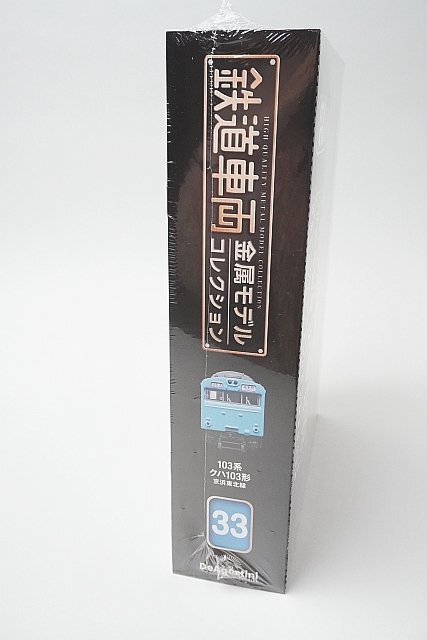 HIGH QUALITY METAL MODEL COLLECTION
鉄道車両
金属モデル
コレクション
103系
クハ103形
京浜東北線
33
DeAGOSTINI